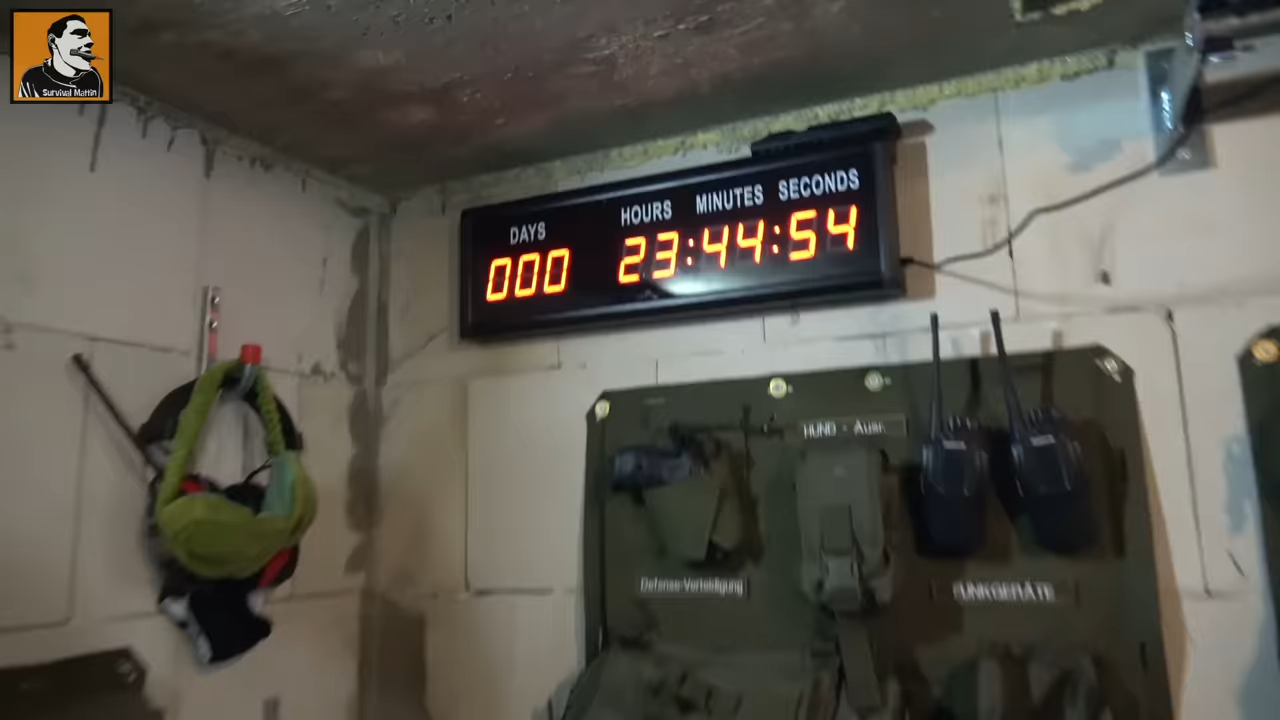 Survival Mattin
DAYS HOURS MINUTES SECONDS
000 23:44:54
HUND - Ausr.
Defense-Verteidigung
FUNKGERÄTE